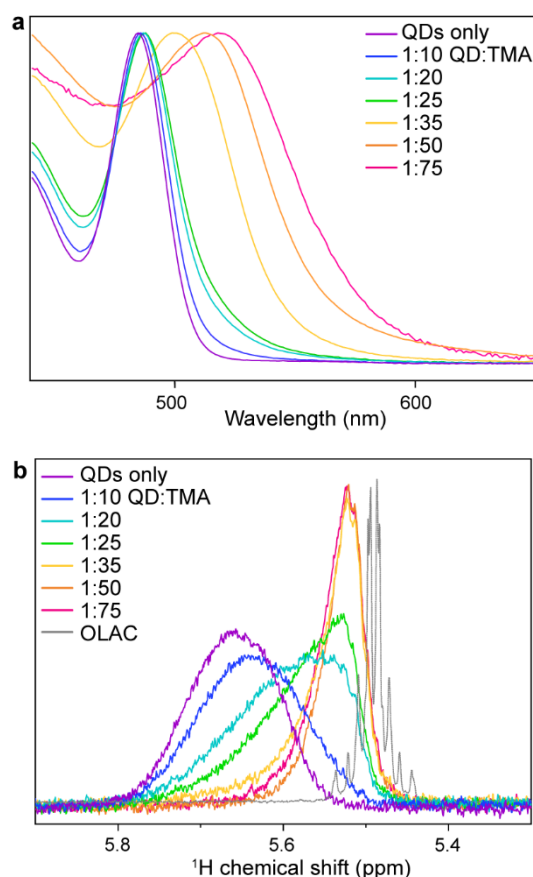 a
QDs only
1:10 QD:TMA
1:20
1:25
1:35
1:50
1:75
500
600
Wavelength (nm)
b
QDs only
1:10 QD:TMA
1:20
1:25
1:35
1:50
1:75
OLAC
5.8
5.6
5.4
¹H chemical shift (ppm)